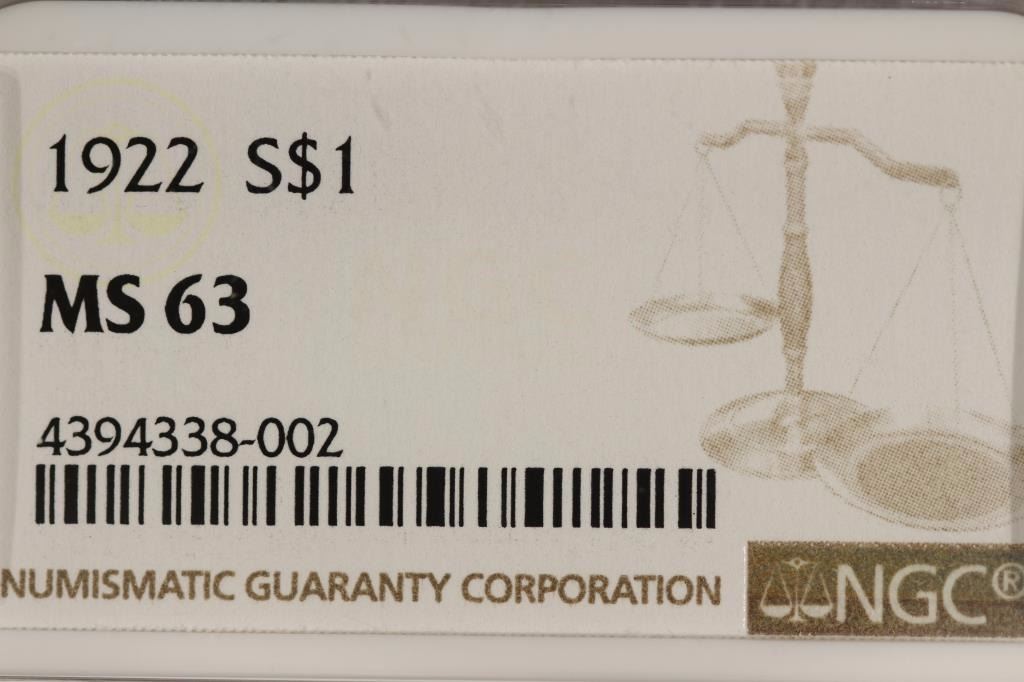 1922 S$1
MS 63
4394338-002
NUMISMATIC GUARANTY CORPORATION
NGC®